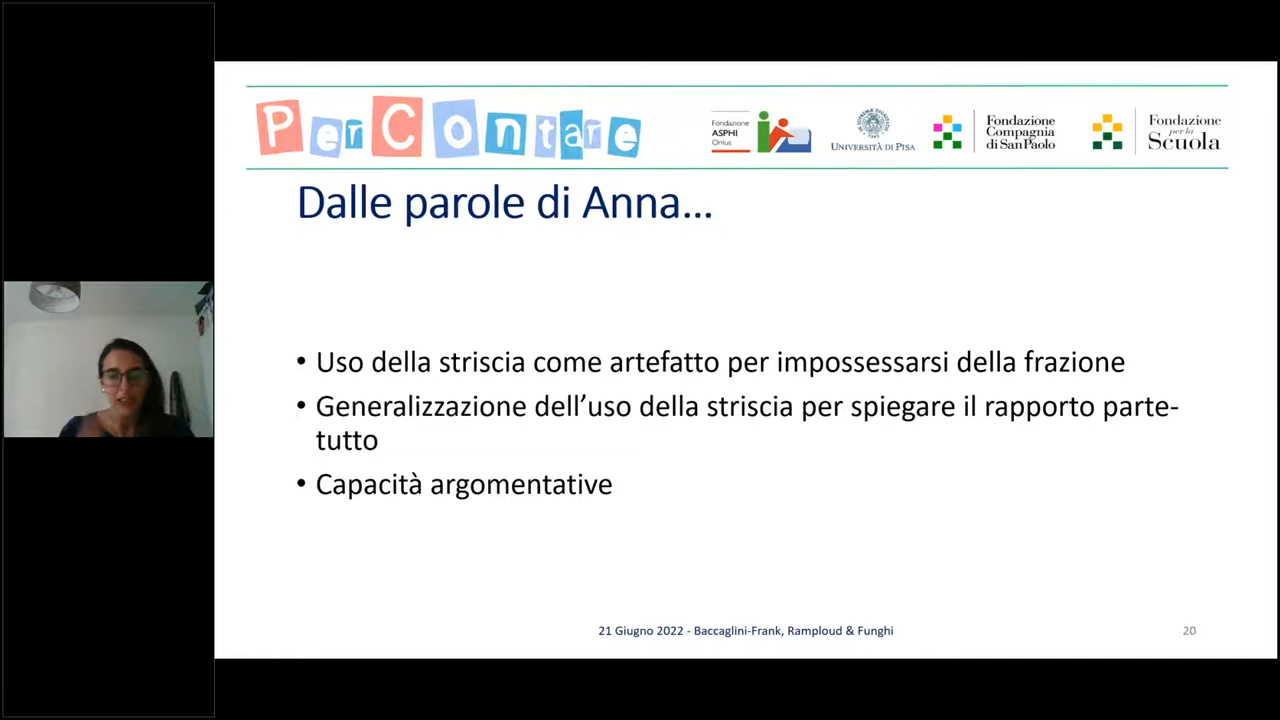 PerContare
Fondazione
ASPHI
Onlus
UNIVERSITÀ DI PISA
Fondazione
Compagnia
di San Paolo
Fondazione
per la
Scuola
Dalle parole di Anna...
• Uso della striscia come artefatto per impossessarsi della frazione
• Generalizzazione dell’uso della striscia per spiegare il rapporto parte-
tutto
• Capacità argomentative
21 Giugno 2022 - Baccaglini-Frank, Ramploud & Funghi
20